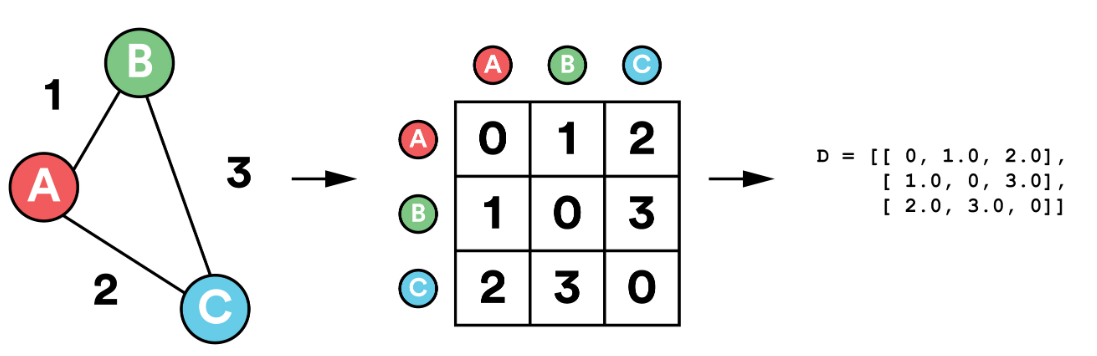 B
1
A
3
2
C
A B C
A 0 1 2
B 1 0 3
C 2 3 0
D = [[ 0, 1.0, 2.0],
[ 1.0, 0, 3.0],
[ 2.0, 3.0, 0]]